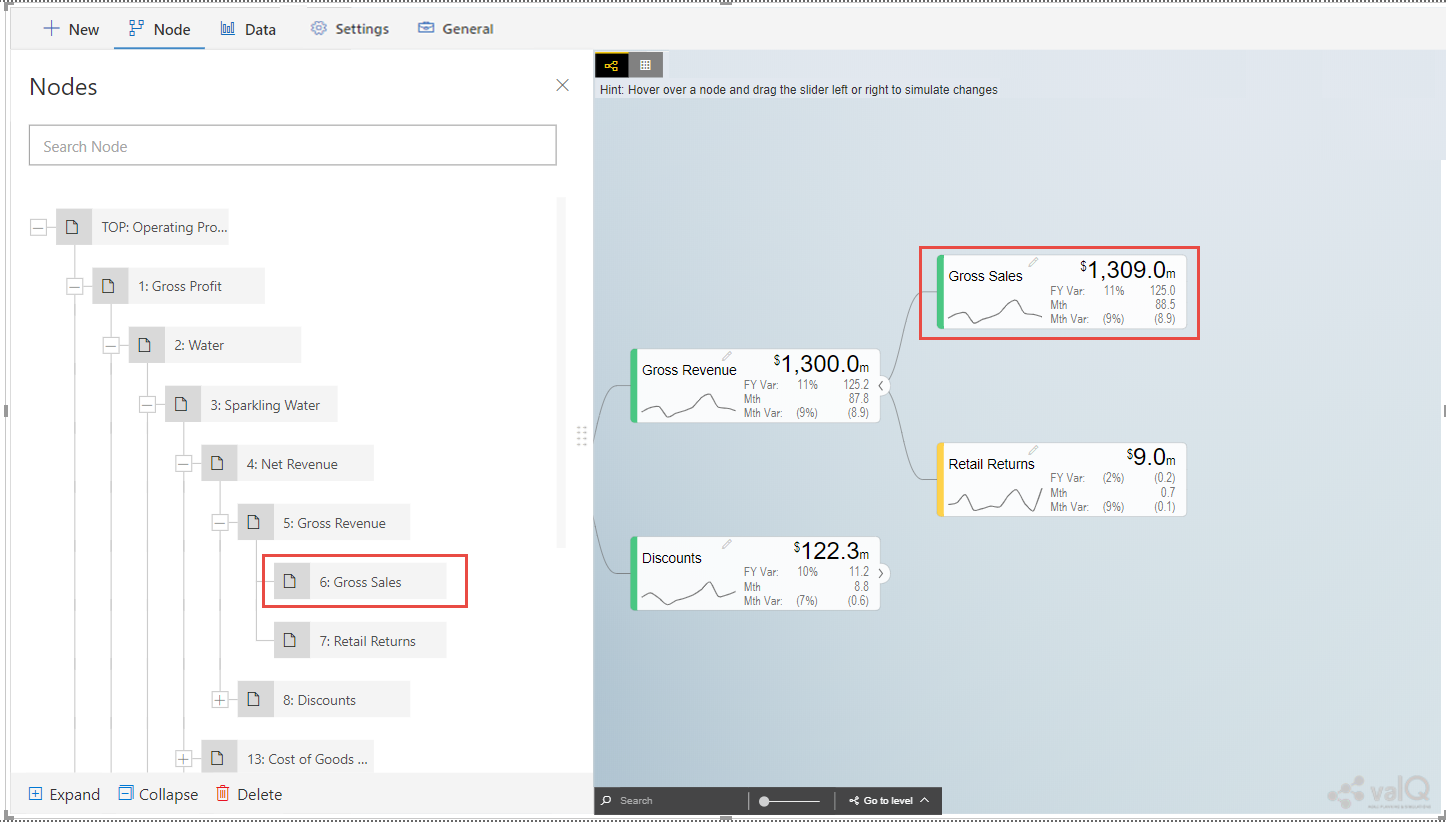 New
Node
Data
Settings
General
Nodes
Search Node
TOP: Operating Pro...
1: Gross Profit
2: Water
3: Sparkling Water
4: Net Revenue
5: Gross Revenue
6: Gross Sales
7: Retail Returns
8: Discounts
13: Cost of Goods ...
Expand
Collapse
Delete
Hint: Hover over a node and drag the slider left or right to simulate changes
Gross Sales
$1,309.0m
FY Var: 11% 125.0
Mth 88.5
Mth Var: (9%) (8.9)
Gross Revenue
$1,300.0m
FY Var: 11% 125.2
Mth 87.8
Mth Var: (9%) (8.9)
Retail Returns
$9.0m
FY Var: (2%) (0.2)
Mth 0.7
Mth Var: (9%) (0.1)
Discounts
$122.3m
FY Var: 10% 11.2
Mth 8.8
Mth Var: (7%) (0.6)
Search
Go to level
valQ